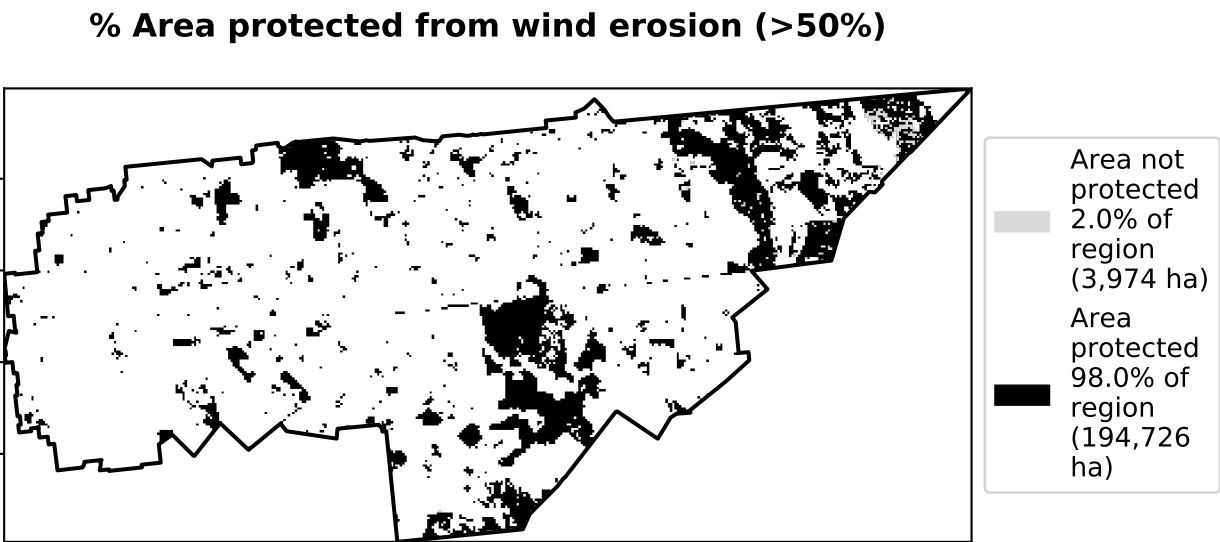 % Area protected from wind erosion (>50%)
Area not
protected
2.0% of
region
(3,974 ha)
Area
protected
98.0% of
region
(194,726
ha)